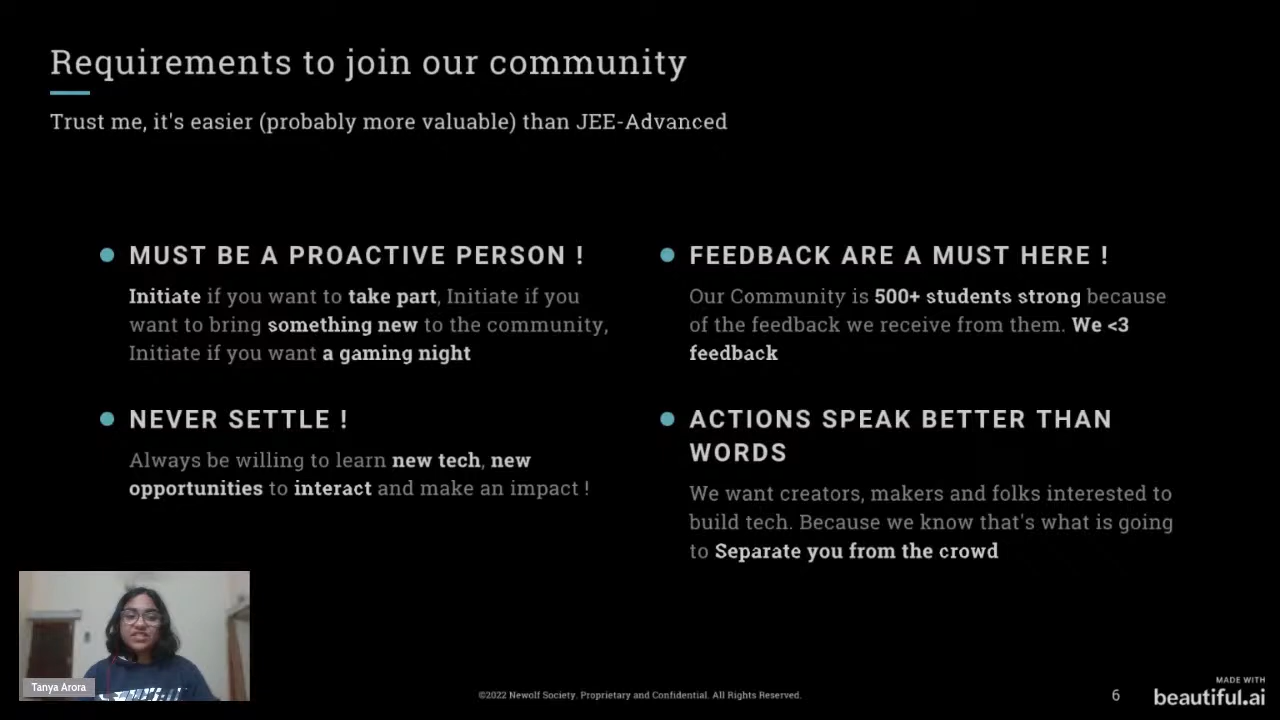 Requirements to join our community
Trust me, it's easier (probably more valuable) than JEE-Advanced
MUST BE A PROACTIVE PERSON !
Initiate if you want to take part, Initiate if you
want to bring something new to the community,
Initiate if you want a gaming night
NEVER SETTLE !
Always be willing to learn new tech, new
opportunities to interact and make an impact !
FEEDBACK ARE A MUST HERE !
Our Community is 500+ students strong because
of the feedback we receive from them. We <3
feedback
ACTIONS SPEAK BETTER THAN
WORDS
We want creators, makers and folks interested to
build tech. Because we know that's what is going
to Separate you from the crowd
Tanya Arora
©2022 Newolf Society. Proprietary and Confidential. All Rights Reserved.
6
MADE WITH
beautiful.ai